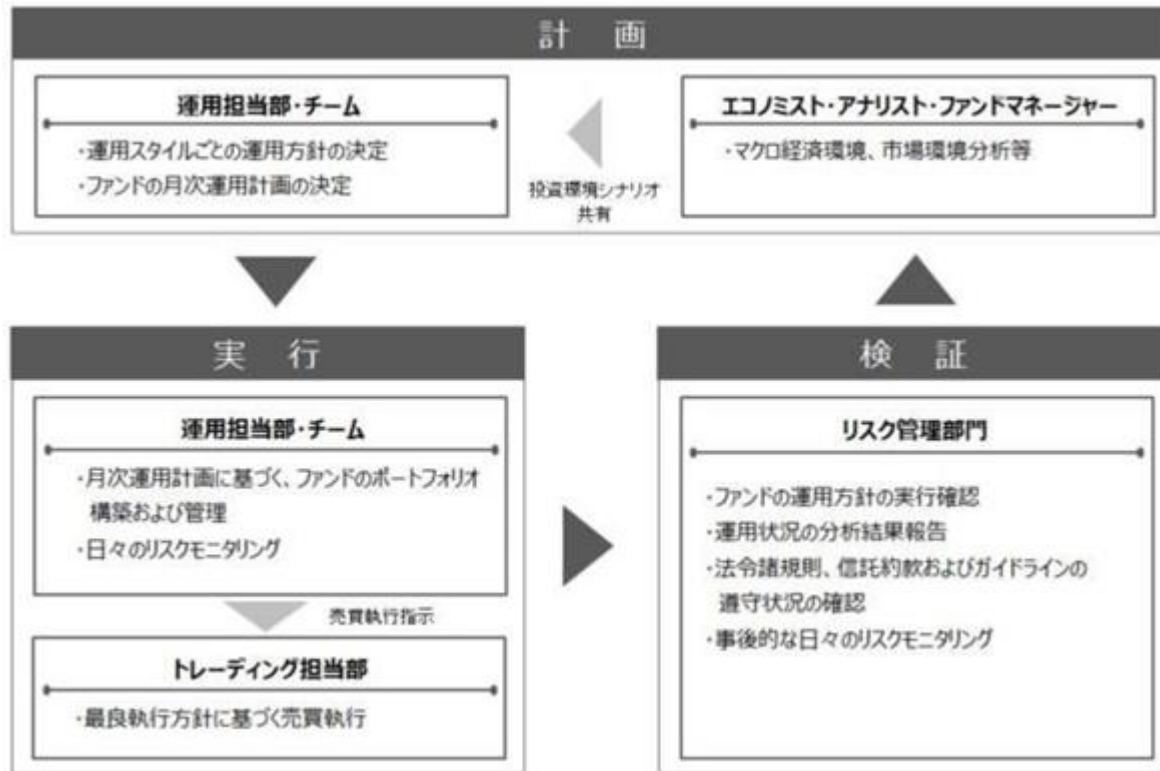 計 画
運用担当部・チーム
・運用スタイルごとの運用方針の決定
・ファンドの月次運用計画の決定
投資環境シナリオ
共有
エコノミスト・アナリスト・ファンドマネージャー
・マクロ経済環境、市場環境分析等
実 行
運用担当部・チーム
・月次運用計画に基づく、ファンドのポートフォリオ
構築および管理
・日々のリスクモニタリング
売買執行指示
トレーディング担当部
・最良執行方針に基づく売買執行
検 証
リスク管理部門
・ファンドの運用方針の実行確認
・運用状況の分析結果報告
・法令諸規則、信託約款およびガイドラインの
遵守状況の確認
・事後的な日々のリスクモニタリング